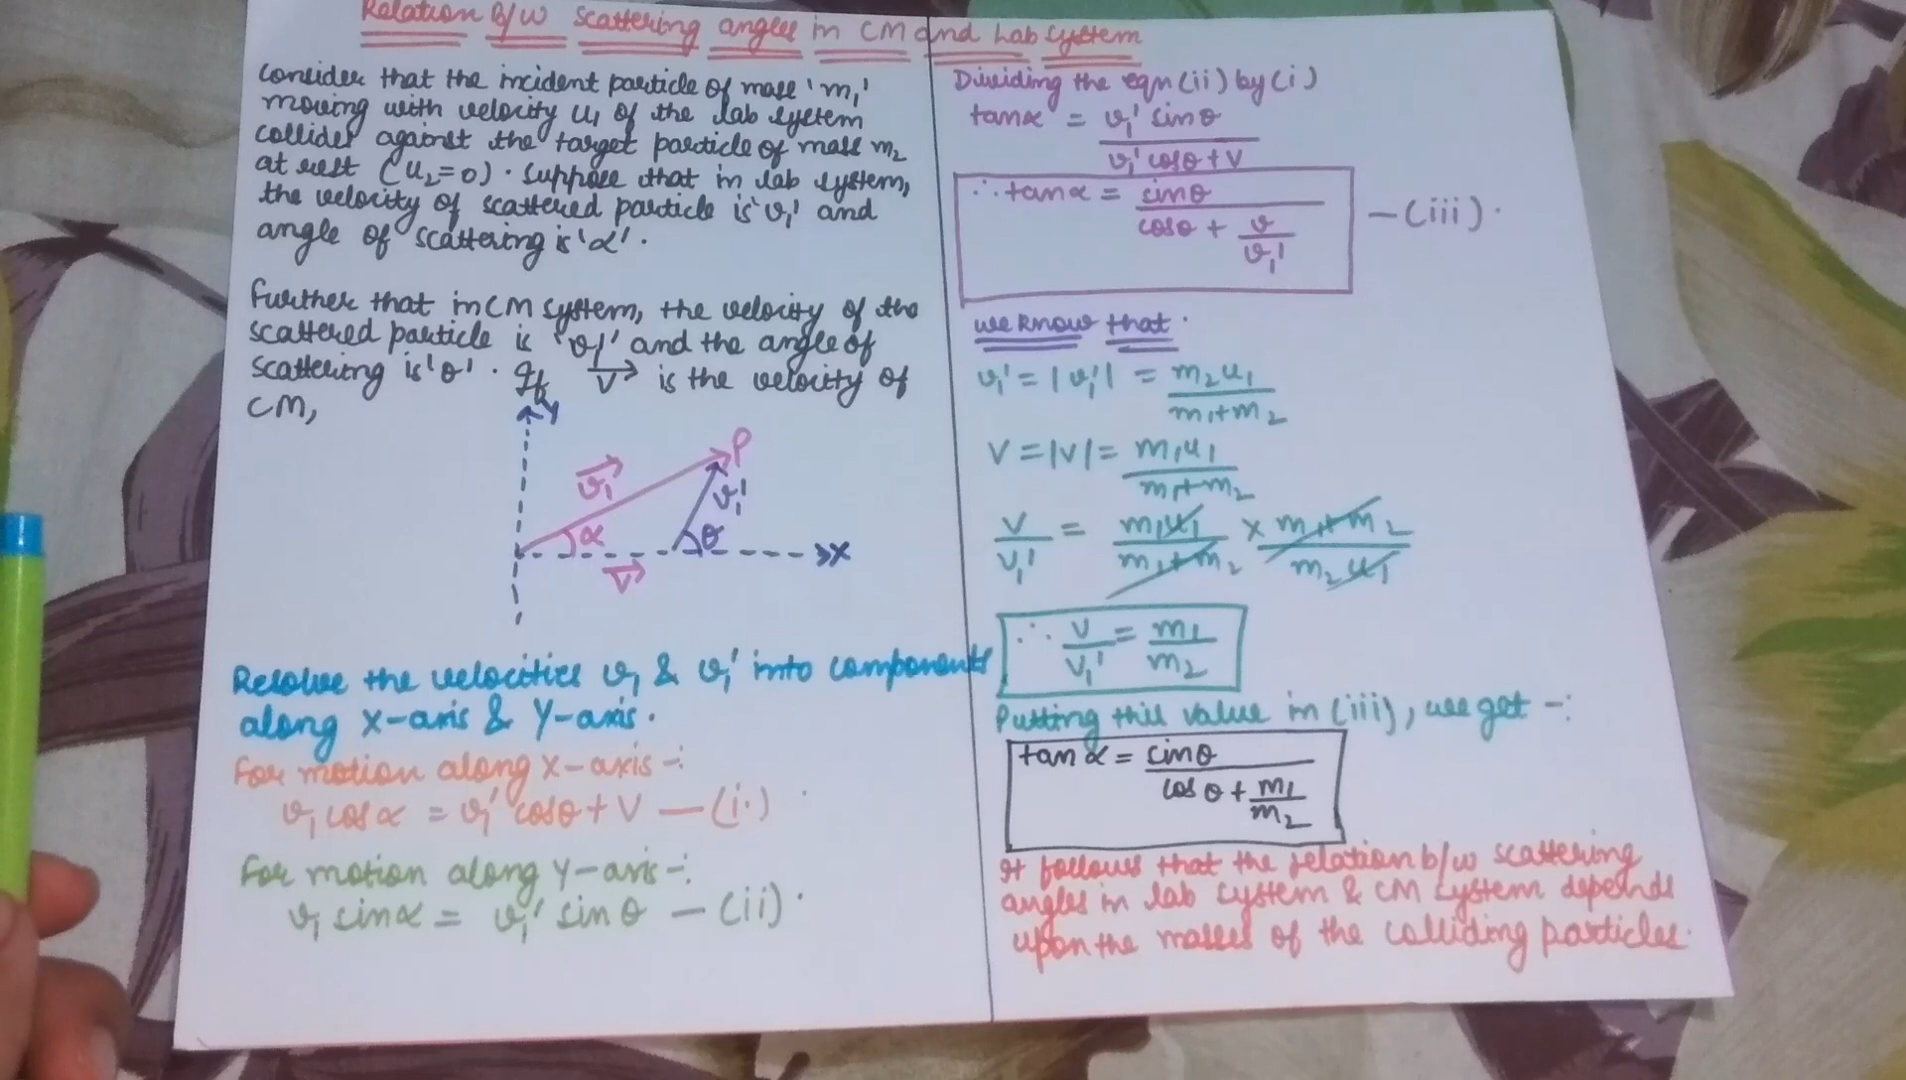 Relation b/w scattering angles in CM and Lab System
Consider that the incident particle of mass 'm₁'
moving with velocity u₁ of the lab system
collides against the target particle of mass m₂
at rest (u₂=0). Suppose that in lab system,
the velocity of scattered particle is 'v₁' and
angle of scattering is 'α'.
Further that in CM system, the velocity of the
scattered particle is 'v₁' and the angle of
scattering is 'θ'. If V⃗ is the velocity of
CM,
Y
P
v⃗₁
v₁'
α
θ
X
V⃗
Resolve the velocities v₁ & v₁' into components
along X-axis & Y-axis.
For motion along X-axis -:
v₁ cosα = v₁' cosθ + V — (i.)
For motion along Y-axis -:
v₁ sinα = v₁' sinθ — (ii).
Dividing the eqn (ii) by (i)
tanα = v₁' sinθ
v₁' cosθ + V
∴ tanα = sinθ
cosθ + v
v₁'
— (iii).
we know that.
v₁' = |v₁'| = m₂u₁
m₁+m₂
V = |V| = m₁u₁
m₁+m₂
V = m₁u₁ × m₁+m₂
v₁' m₁+m₂ m₂u₁
∴ V = m₁
v₁' m₂
Putting this value in (iii), we get -:
tanα = sinθ
cosθ + m₁
m₂
It follows that the relation b/w scattering
angles in lab system & CM system depends
upon the masses of the colliding particles.